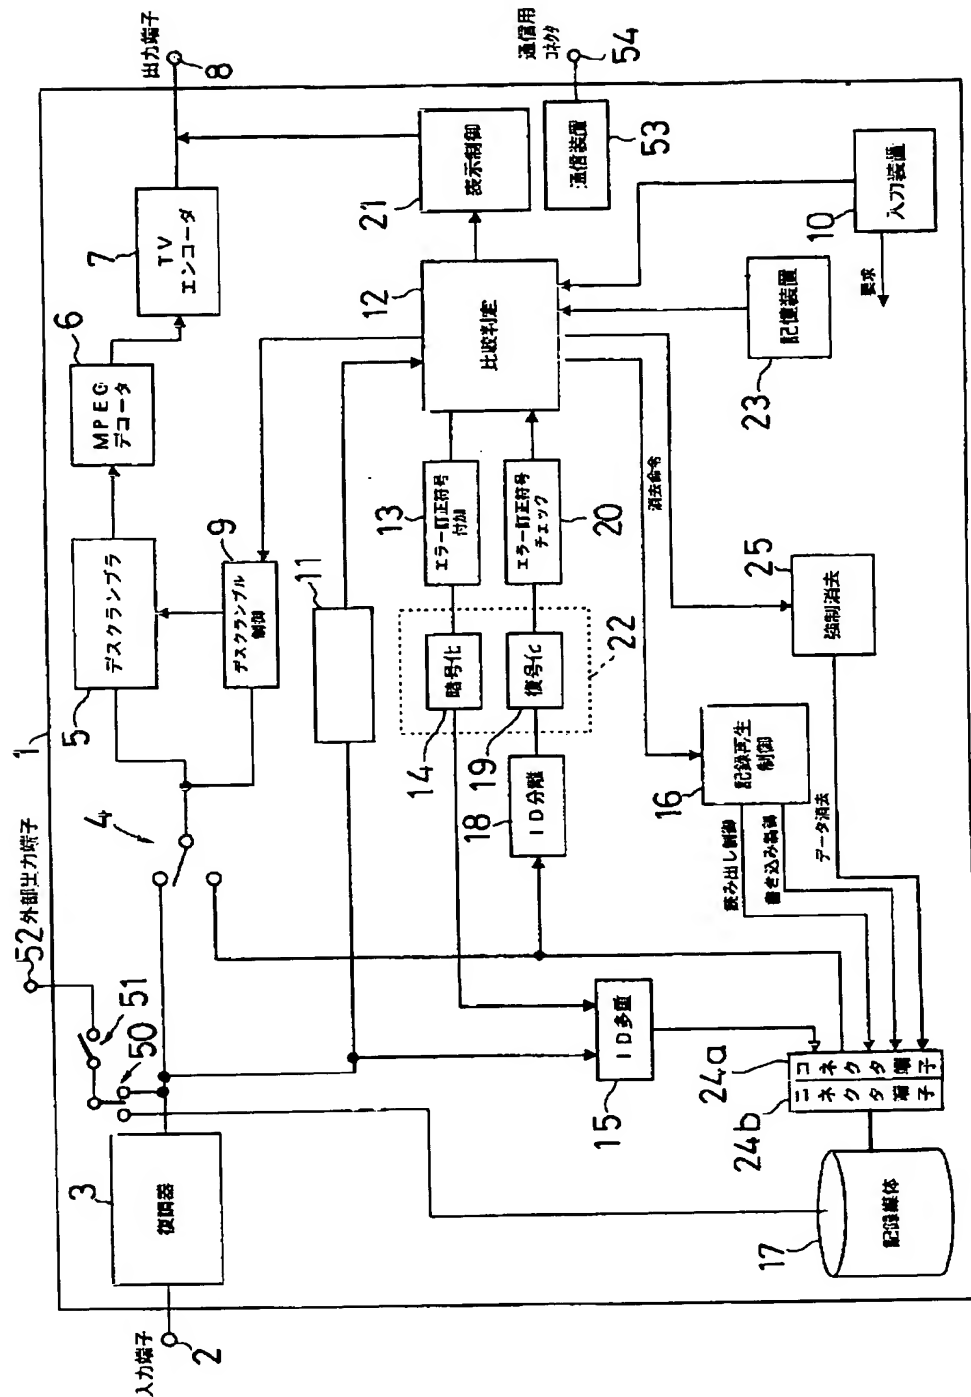 入力端子
2
3
復調器
1
50
51
52
外部出力端子
4
5
デスクランブラ
9
デスクランブル
制御
6
MPEG
デコータ
7
TV
エンコータ
出力端子
8
11
12
比較判定
21
表示制御
通信用
コネクタ
54
通信装置
53
10
入力装置
要求
23
記憶装置
13
エラー訂正符号
付加
20
エラー訂正符号
チェック
14
暗号化
19
復号化
22
18
ID分離
消去命令
25
強制消去
16
記録再生
制御
読み出し制御
書き込み制御
データ消去
15
ID多重
24a
コネクタ端子
24b
コネクタ端子
17
記録媒体